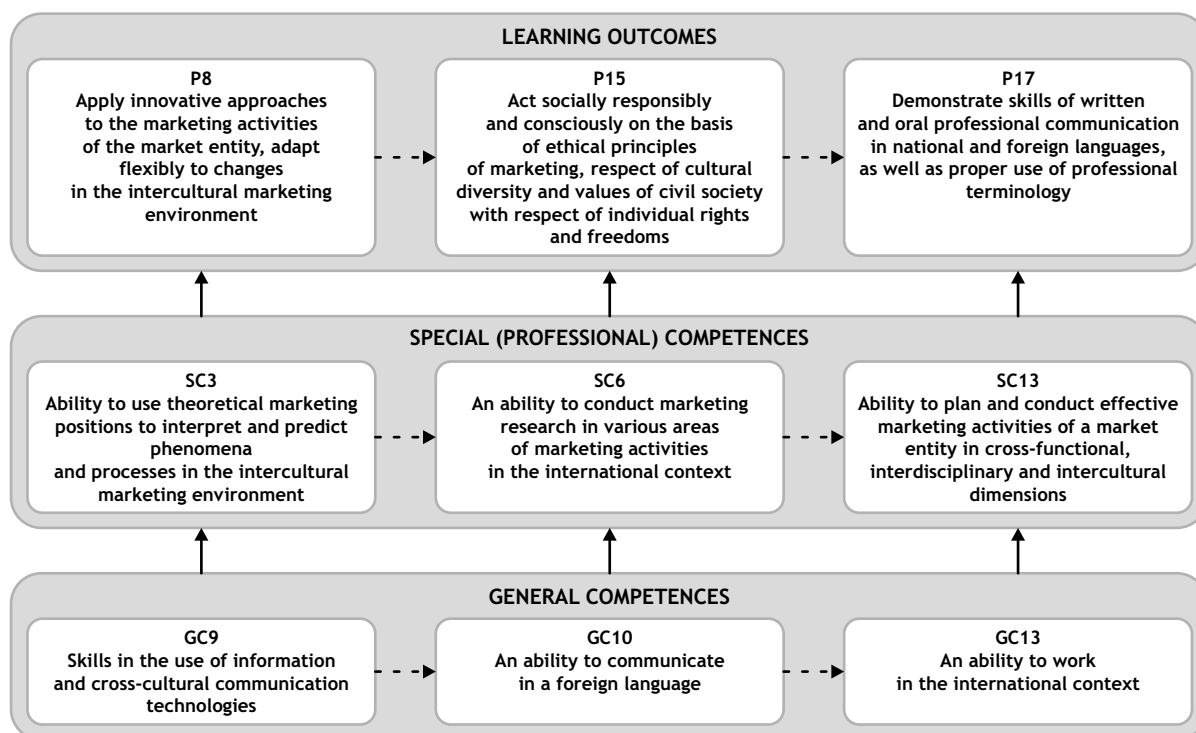 LEARNING OUTCOMES
P8
Apply innovative approaches
to the marketing activities
of the market entity, adapt
flexibly to changes
in the intercultural marketing
environment
P15
Act socially responsibly
and consciously on the basis
of ethical principles
of marketing, respect of cultural
diversity and values of civil society
with respect of individual rights
and freedoms
P17
Demonstrate skills of written
and oral professional communication
in national and foreign languages,
as well as proper use of professional
terminology
SPECIAL (PROFESSIONAL) COMPETENCES
SC3
Ability to use theoretical marketing
positions to interpret and predict
phenomena
and processes in the intercultural
marketing environment
SC6
An ability to conduct marketing
research in various areas
of marketing activities
in the international context
SC13
Ability to plan and conduct effective
marketing activities of a market
entity in cross-functional,
interdisciplinary and intercultural
dimensions
GENERAL COMPETENCES
GC9
Skills in the use of information
and cross-cultural communication
technologies
GC10
An ability to communicate
in a foreign language
GC13
An ability to work
in the international context